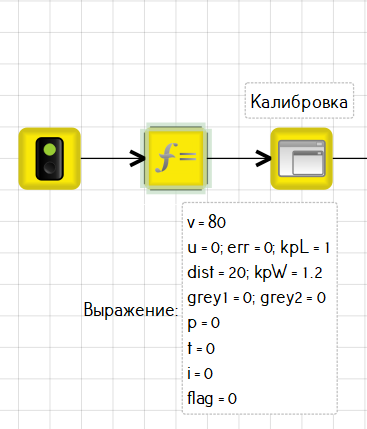 Калибровка
f=
Выражение:
v = 80
u = 0; err = 0; kpL = 1
dist = 20; kpW = 1.2
grey1 = 0; grey2 = 0
p = 0
t = 0
i = 0
flag = 0